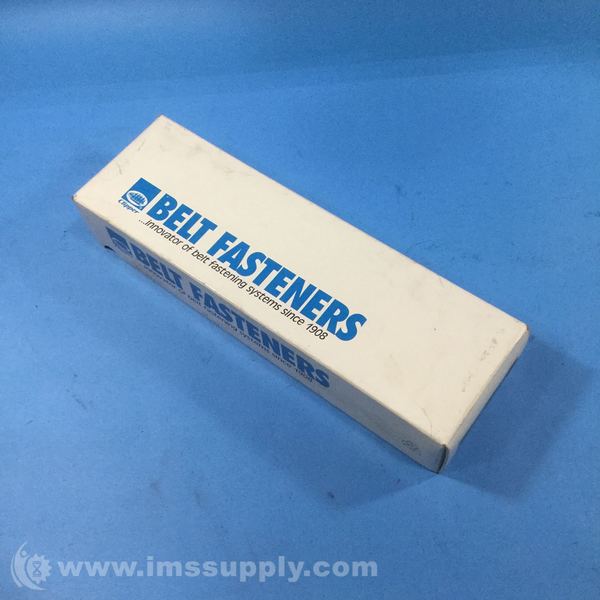 Clipper
BELT FASTENERS
...innovator of belt fastening systems since 1908
BELT FASTENERS
...innovator of belt fastening systems since 1908
www.imssupply.com